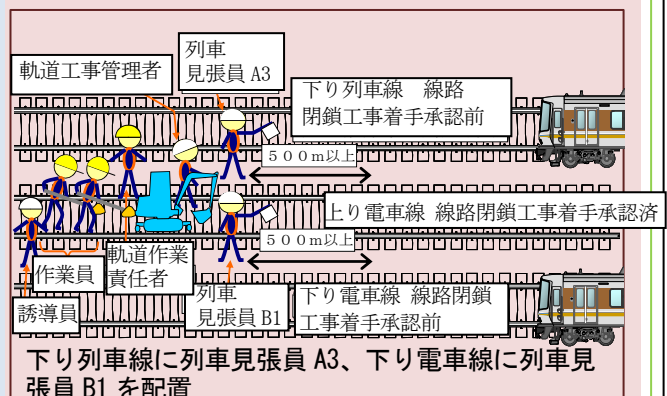 軌道工事管理者
列車
見張員 A3
下り列車線 線路
閉鎖工事着手承認前
５００ｍ以上
上り電車線 線路閉鎖工事着手承認済
５００ｍ以上
作業員
軌道作業
責任者
誘導員
列車
見張員 B1
下り電車線 線路閉鎖
工事着手承認前
下り列車線に列車見張員 A3、下り電車線に列車見
張員 B1 を配置